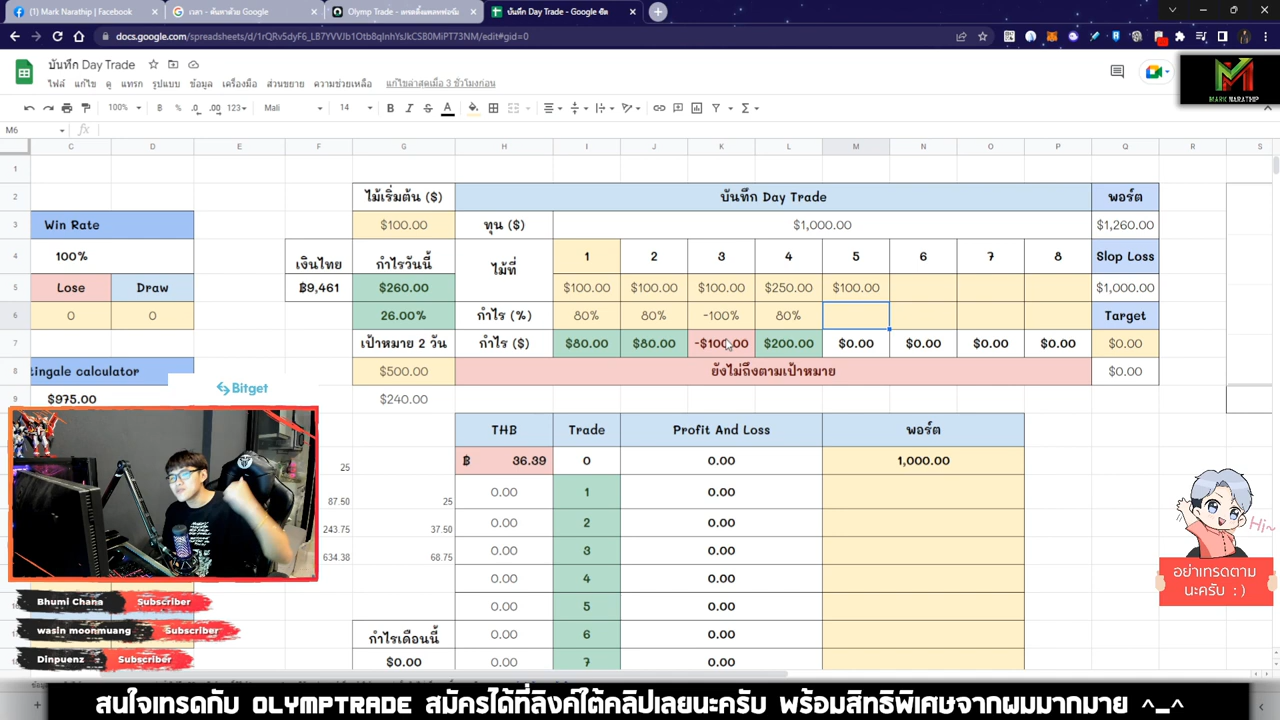 (1) Mark Narathip | Facebook
เวลา - ค้นหาด้วย Google
Olymp Trade - เทรดดิ้งแพลทฟอร์ม
บันทึก Day Trade - Google ชีต
docs.google.com/spreadsheets/d/1rQRv5dyF6_LB7YVVJb1Otb8qInhYsJkCSB0MiPT73NM/edit#gid=0
บันทึก Day Trade
ไฟล์ แก้ไข ดู แทรก รูปแบบ ข้อมูล เครื่องมือ ส่วนขยาย ความช่วยเหลือ แก้ไขล่าสุดเมื่อ 3 ชั่วโมงก่อน
MARK NARATHIP
100% % .0 .00 123 Mali 14 B I S A
M6 fx
C D E F G H I J K L M N O P Q R S
1
2 ไม้เริ่มต้น ($) บันทึก Day Trade พอร์ต
3 Win Rate $100.00 ทุน ($) $1,000.00 $1,260.00
4 100% เงินไทย กำไรวันนี้ ไม้ที่ 1 2 3 4 5 6 7 8 Slop Loss
5 Lose Draw ฿9,461 $260.00 $100.00 $100.00 $100.00 $250.00 $100.00 $1,000.00
6 0 0 26.00% กำไร (%) 80% 80% -100% 80% Target
7 เป้าหมาย 2 วัน กำไร ($) $80.00 $80.00 -$100.00 $200.00 $0.00 $0.00 $0.00 $0.00 $0.00
8 tingale calculator $500.00 ยังไม่ถึงตามเป้าหมาย $0.00
9 $975.00 $240.00
Bitget
THB Trade Profit And Loss พอร์ต
25 ฿ 36.39 0 0.00 1,000.00
87.50 25 0.00 1 0.00
243.75 37.50 0.00 2 0.00
634.38 68.75 0.00 3 0.00
0.00 4 0.00
0.00 5 0.00
กำไรเดือนนี้ 0.00 6 0.00
$0.00 0.00 7 0.00
Hi~
อย่าเทรดตาม
นะครับ : )
Bhumi Chana Subscriber
wasin moonmuang Subscriber
Dinpuenz Subscriber
สนใจเทรดกับ OLYMPTRADE สมัครได้ที่ลิงค์ใต้คลิปเลยนะครับ พร้อมสิทธิพิเศษจากผมมากมาย ^_^